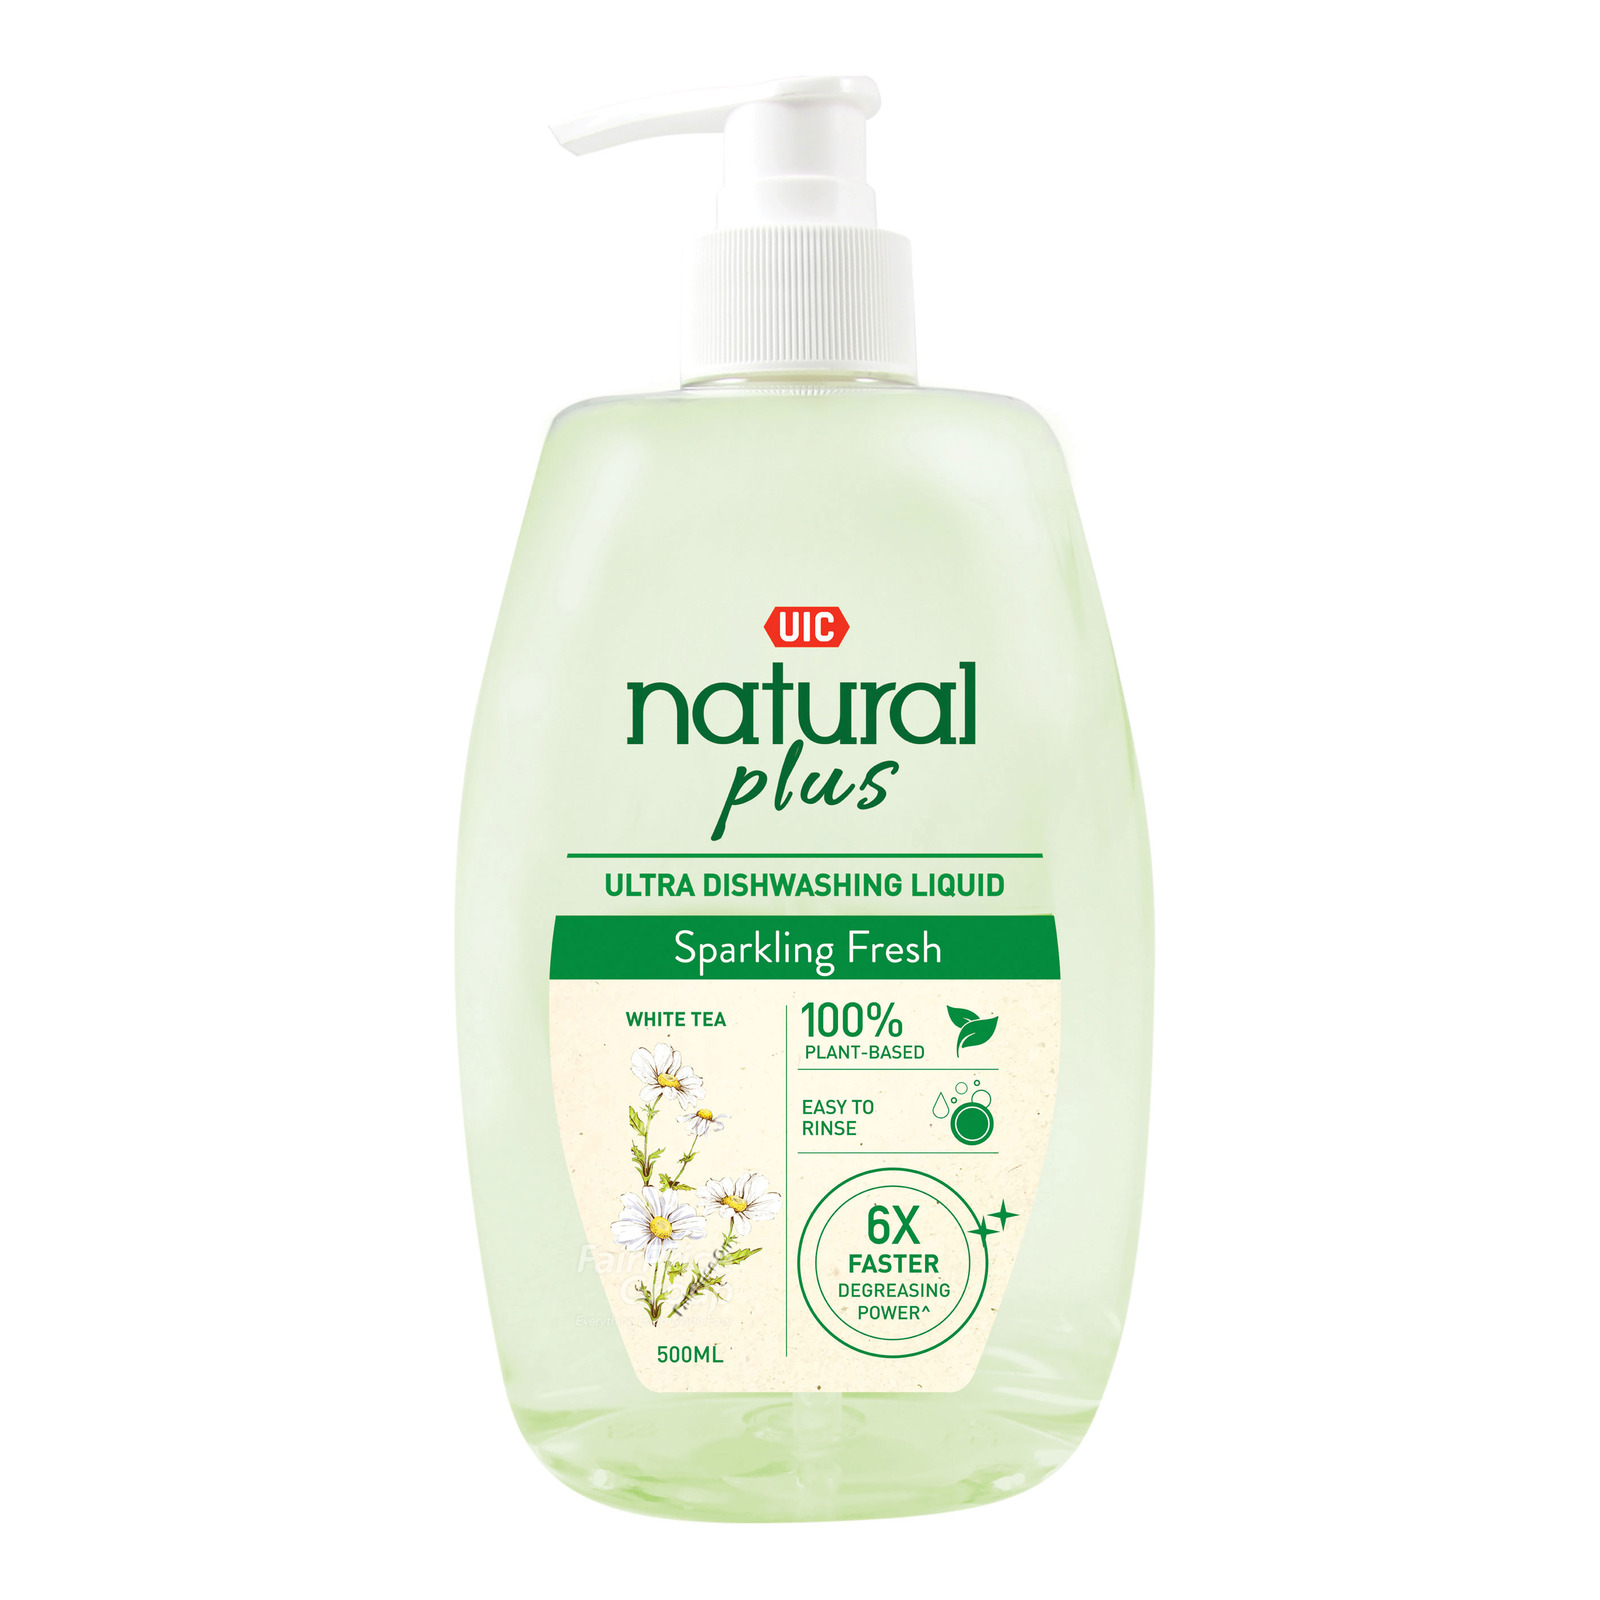 UIC
natural
plus
ULTRA DISHWASHING LIQUID
Sparkling Fresh
WHITE TEA
100%
PLANT-BASED
EASY TO
RINSE
6X
FASTER
DEGREASING
POWER^
500ML